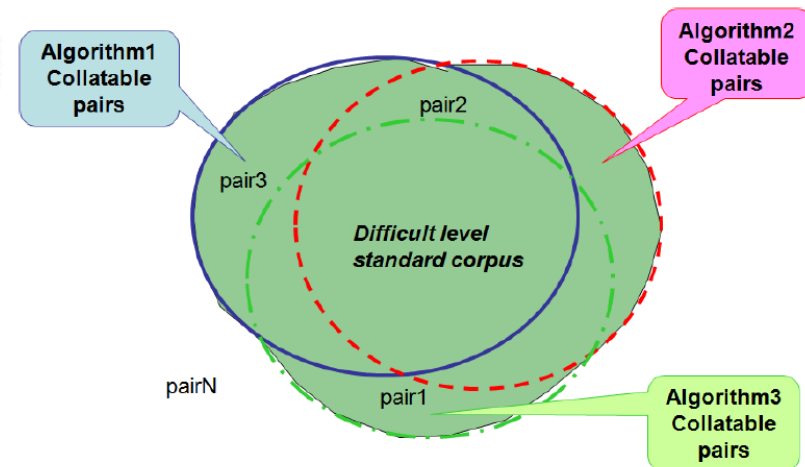 Algorithm1
Collatable
pairs
Algorithm2
Collatable
pairs
pair2
pair3
Difficult level
standard corpus
pairN
pair1
Algorithm3
Collatable
pairs